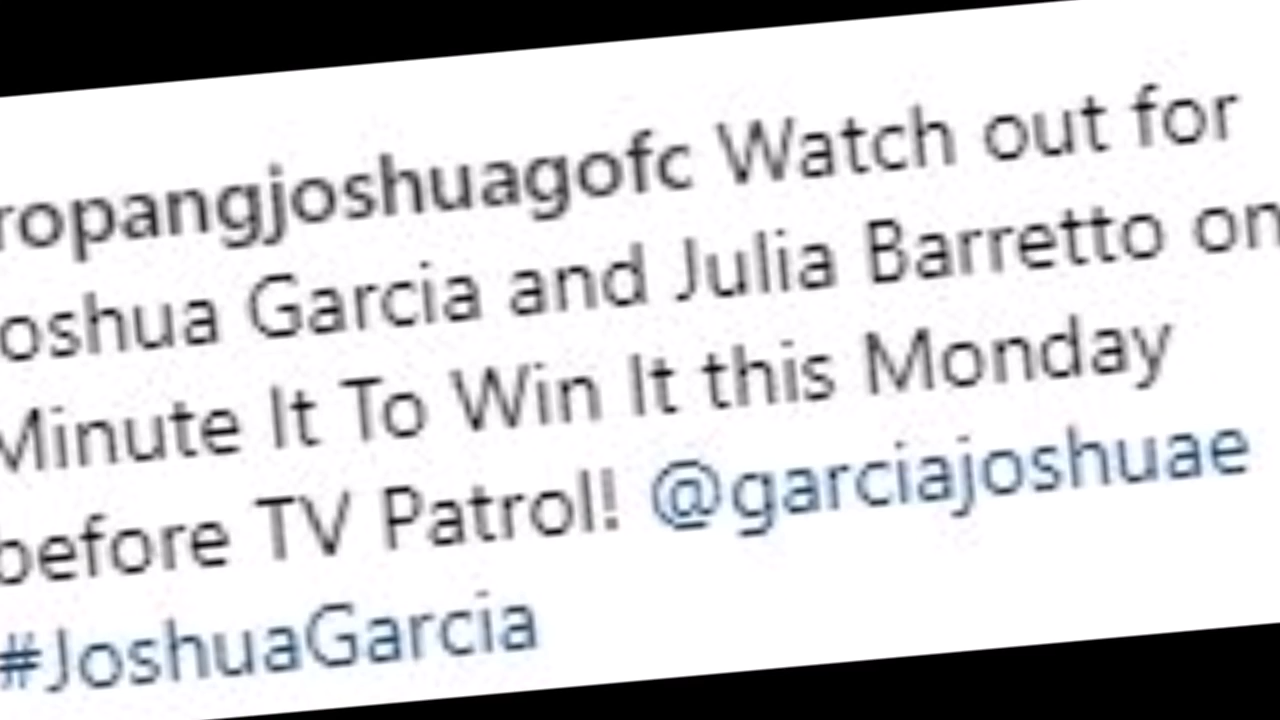 ropangjoshuagofc Watch out for
oshua Garcia and Julia Barretto on
Minute It To Win It this Monday
before TV Patrol! @garciajoshuae
#JoshuaGarcia